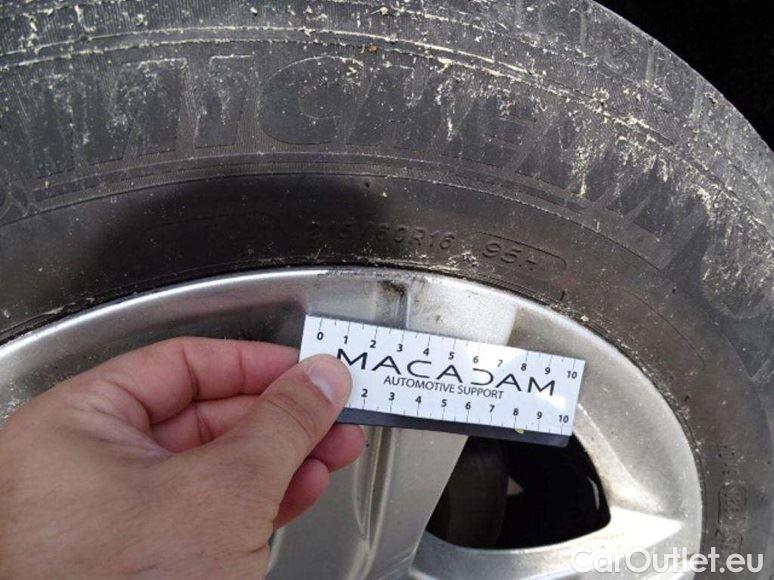 MICHELIN
215/60R16 95H
0 1 2 3 4 5 6 7 8 9 10
MACADAM
AUTOMOTIVE SUPPORT
2 3 4 5 6 7 8 9 10
CarOutlet.eu